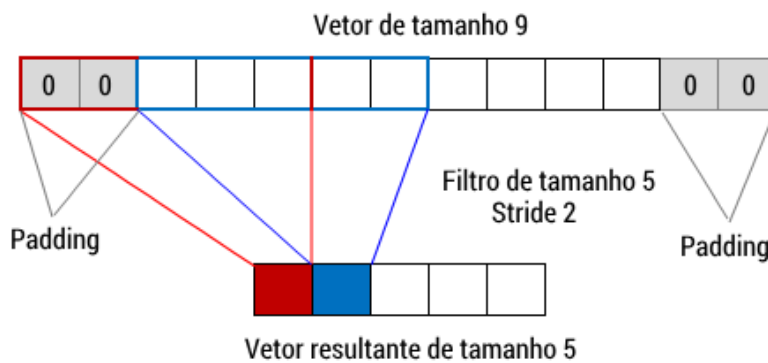 Vetor de tamanho 9
0 0 0 0
Filtro de tamanho 5
Stride 2
Padding Padding
Vetor resultante de tamanho 5